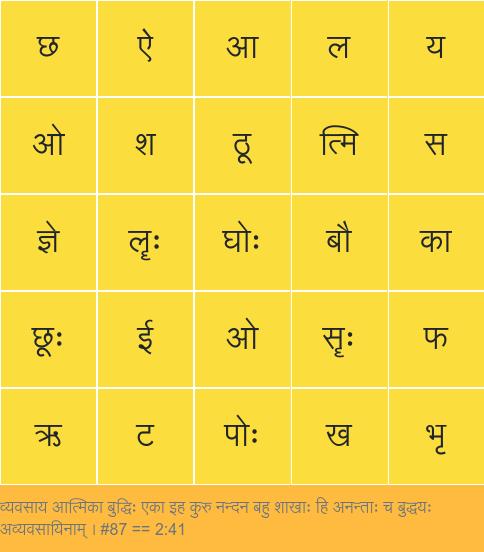 छ ऐ आ ल य
ओ श ठू त्मि स
ज्ञे लॄः घोः बौ का
छूः ई ओ सॄः फ
ऋ ट पोः ख भृ
व्यवसाय आत्मिका बुद्धिः एका इह कुरु नन्दन बहु शाखाः हि अनन्ताः च बुद्धयः
अव्यवसायिनाम् । #87 == 2:41